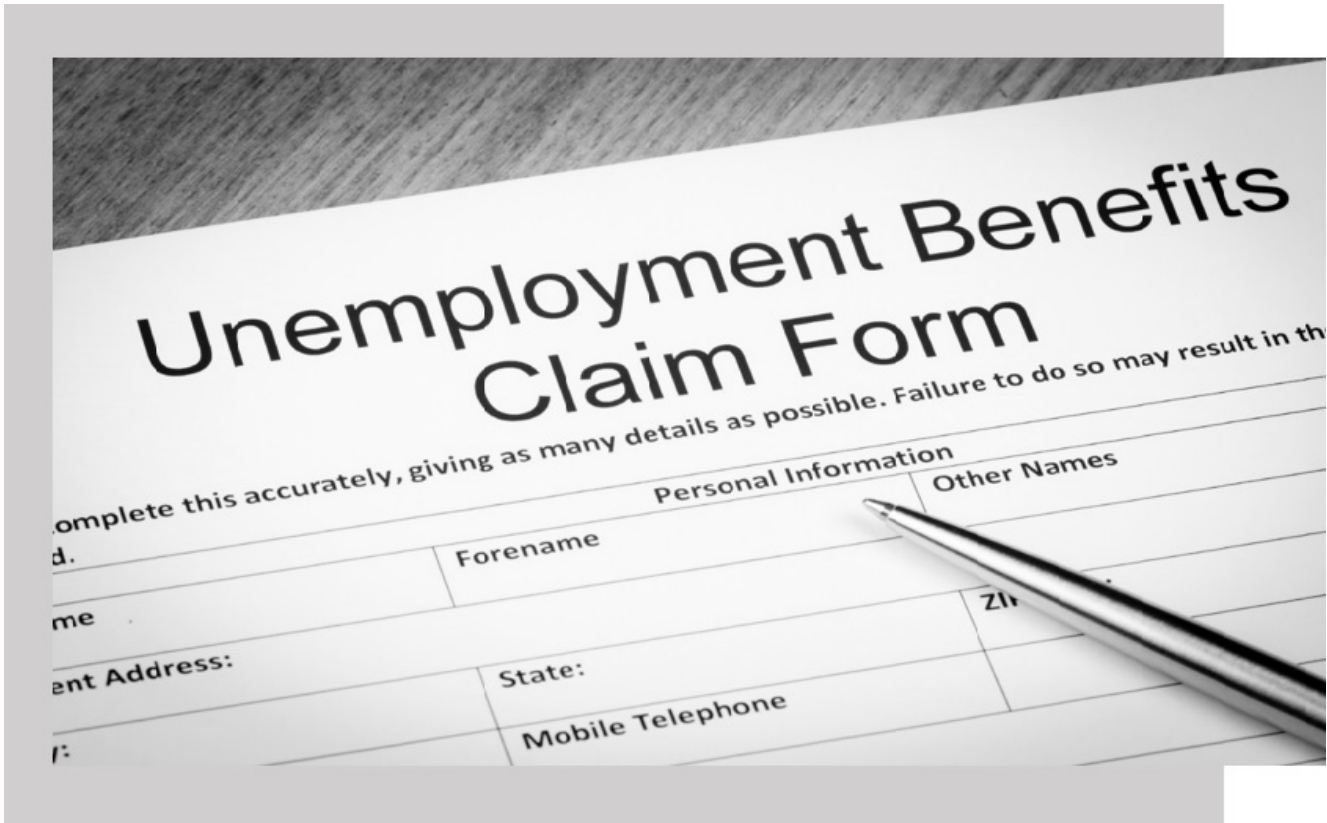 Unemployment Benefits
Claim Form
omplete this accurately, giving as many details as possible. Failure to do so may result in th
d.
Personal Information
me Forename Other Names
ent Address:
y: State: ZI
Mobile Telephone